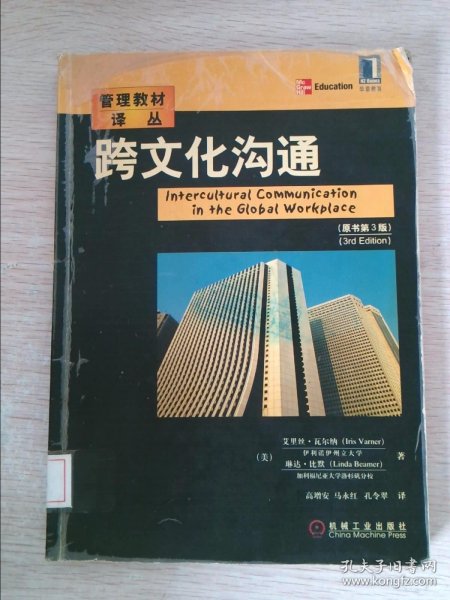 Mc
Graw
Hill
Education
华章教育
管理教材
译 丛
跨文化沟通
Intercultural Communication
in the Global Workplace
(原书第3版)
(3rd Edition)
艾里丝·瓦尔纳 (Iris Varner)
伊利诺伊州立大学
(美) 著
琳达·比默 (Linda Beamer)
加利福尼亚大学洛杉矶分校
高增安 马永红 孔令翠 译
机械工业出版社
China Machine Press
孔夫子旧书网
www.kongfz.com